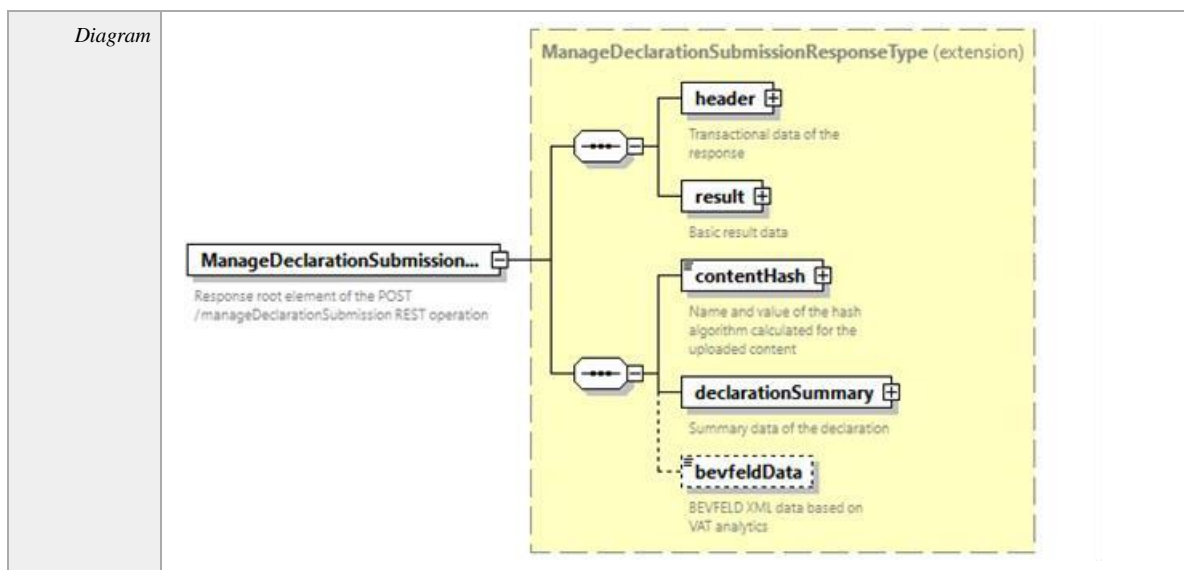 Diagram
ManageDeclarationSubmissionResponseType (extension)
header
Transactional data of the
response
result
Basic result data
ManageDeclarationSubmission...
Response root element of the POST
/manageDeclarationSubmission REST operation
contentHash
Name and value of the hash
algorithm calculated for the
uploaded content
declarationSummary
Summary data of the declaration
bevfeldData
BEVFELD XML data based on
VAT analytics